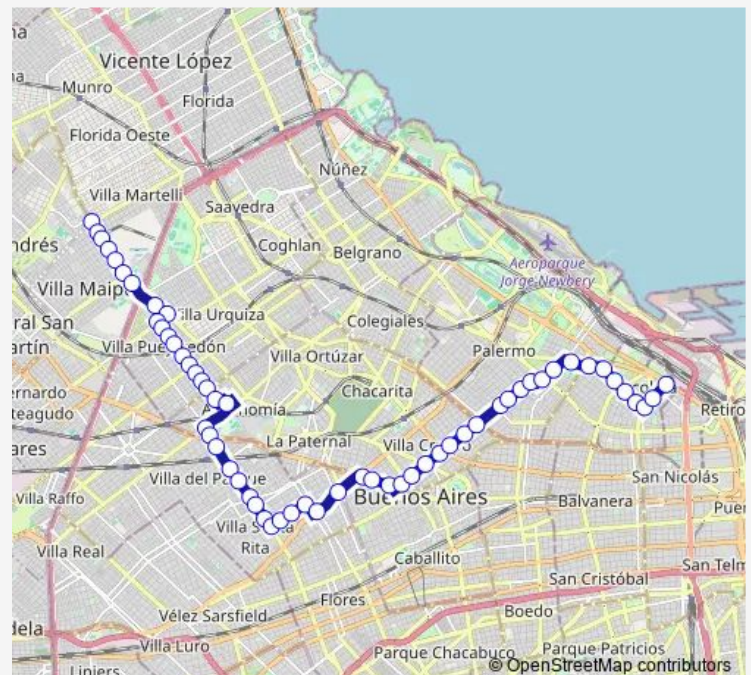 Vicente López
Munro
Florida
Florida Oeste
Núñez
Villa Martelli
Saavedra
Coghlan
Belgrano
Aeroparque
Jorge Newbery
Villa Maip
Villa Urquiza
Colegiales
Villa Pue
redón
Villa Ortúzar
Palermo
Chacarita
Retiro
La Paternal
Villa C
Villa del P
que
San Nicolás
Buenos Aires
Villa Raffo
Balvanera
Villa S
Rita
Villa Real
Caballito
San Cristóbal
San Telm
Flores
Boedo
Vélez Sarsfield
Villa Luro
Parque Chacabuco
Parque Patricios
Liniers
© OpenStreetMap contributors